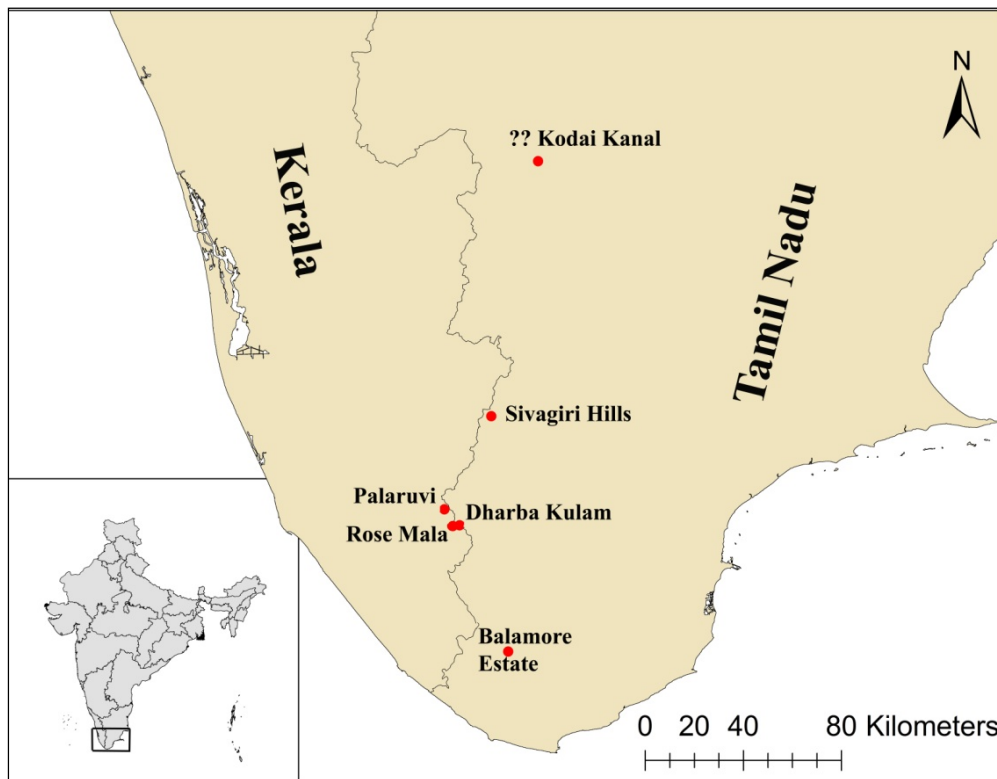 N
?? Kodai Kanal
Kerala
Tamil Nadu
Sivagiri Hills
Palaruvi
Dharba Kulam
Rose Mala
Balamore
Estate
0 20 40 80 Kilometers